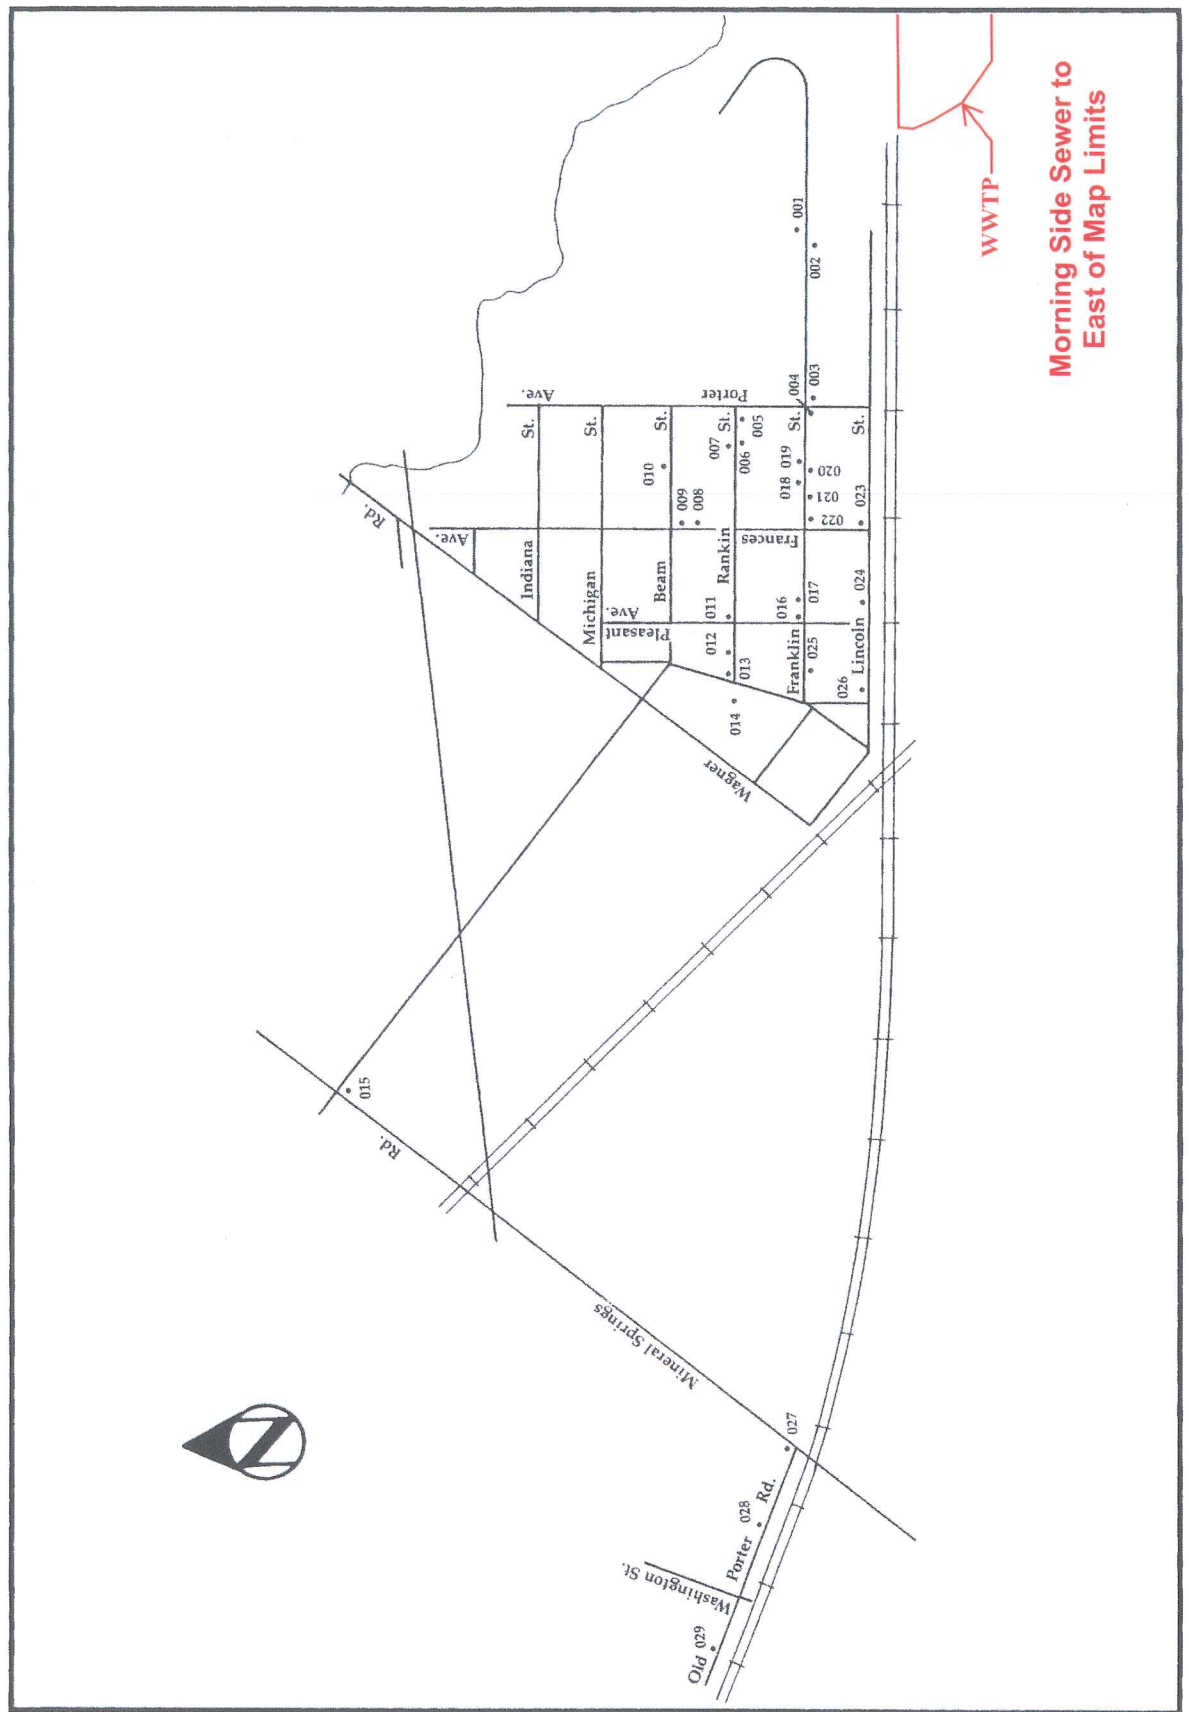 Morning Side Sewer to
East of Map Limits
WWTP
001
002
003
004
Porter
Ave.
St.
St.
St.
St.
St.
St.
005
006
007
010
009
008
019
018
020
021
022
023
Frances
Ave.
Rd.
Indiana
Michigan
Beam
Rankin
Franklin
Lincoln
Pleasant
Ave.
011
012
013
014
016
017
024
025
026
Wagner
015
Rd.
Mineral Springs
N
027
028
029
Old Porter Rd.
Washington St.